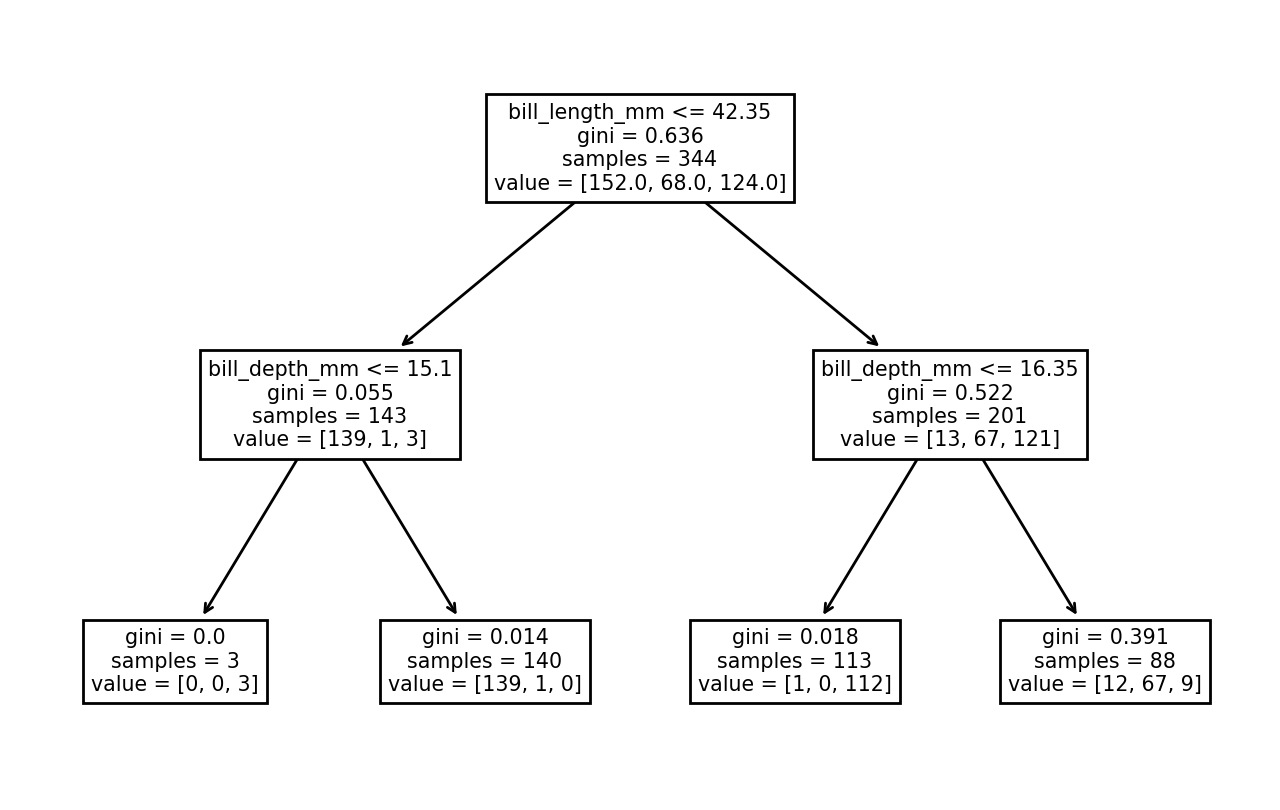 bill_length_mm <= 42.35
gini = 0.636
samples = 344
value = [152.0, 68.0, 124.0]
bill_depth_mm <= 15.1
gini = 0.055
samples = 143
value = [139, 1, 3]
bill_depth_mm <= 16.35
gini = 0.522
samples = 201
value = [13, 67, 121]
gini = 0.0
samples = 3
value = [0, 0, 3]
gini = 0.014
samples = 140
value = [139, 1, 0]
gini = 0.018
samples = 113
value = [1, 0, 112]
gini = 0.391
samples = 88
value = [12, 67, 9]